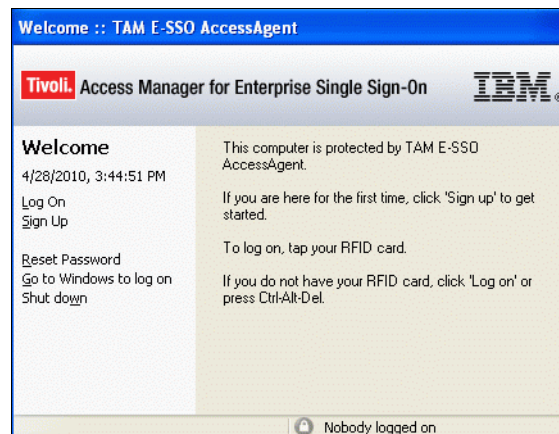 Welcome :: TAM E-SSO AccessAgent
Tivoli. Access Manager for Enterprise Single Sign-On
IBM®
Welcome
4/28/2010, 3:44:51 PM
Log On
Sign Up
Reset Password
Go to Windows to log on
Shut down
This computer is protected by TAM E-SSO
AccessAgent.
If you are here for the first time, click 'Sign up' to get
started.
To log on, tap your RFID card.
If you do not have your RFID card, click 'Log on' or
press Ctrl-Alt-Del.
Nobody logged on